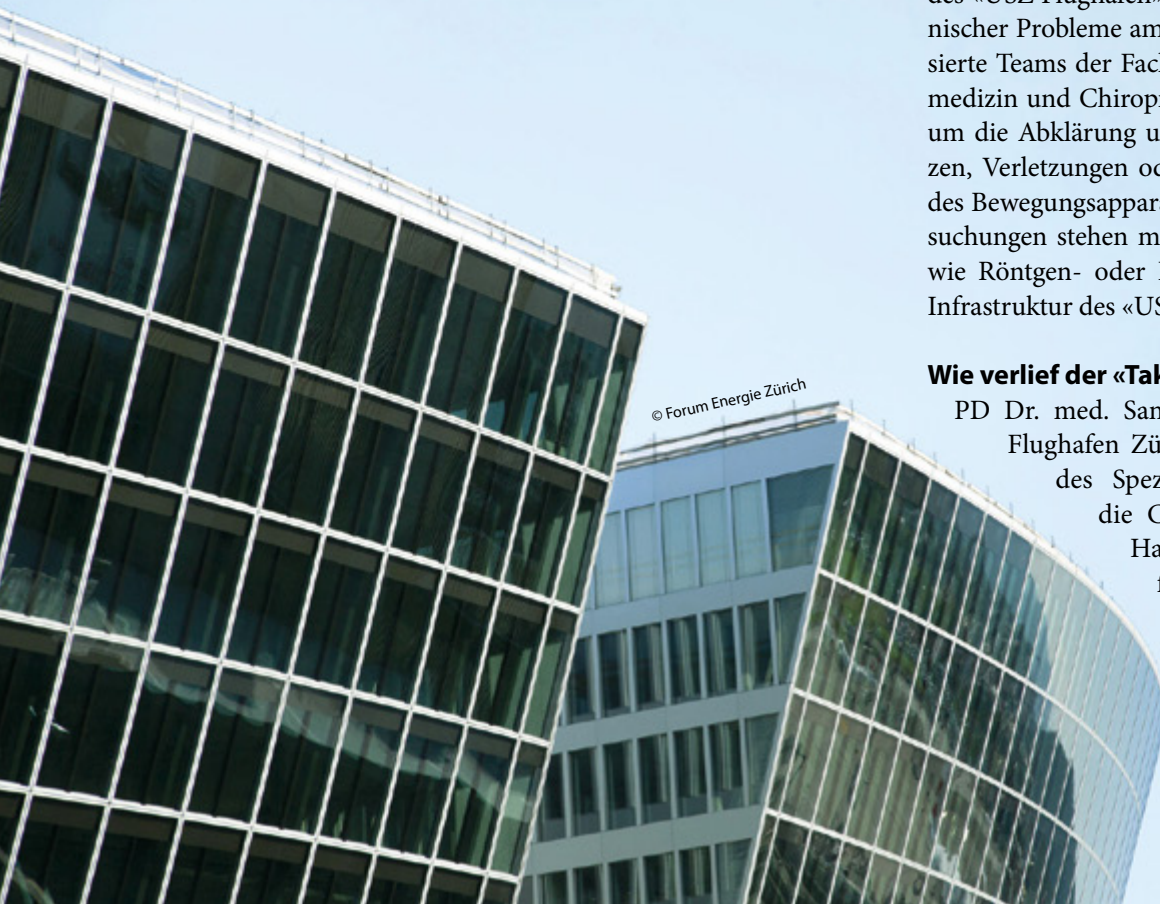 des «USZ Flughafen»
nischer Probleme am
sierte Teams der Fach
medizin und Chirop
um die Abklärung u
zen, Verletzungen od
des Bewegungsappara
suchungen stehen m
wie Röntgen- oder
Infrastruktur des «US
© Forum Energie Zürich
Wie verlief der «Tak
PD Dr. med. San
Flughafen Zü
des Spez
die
Ha
f